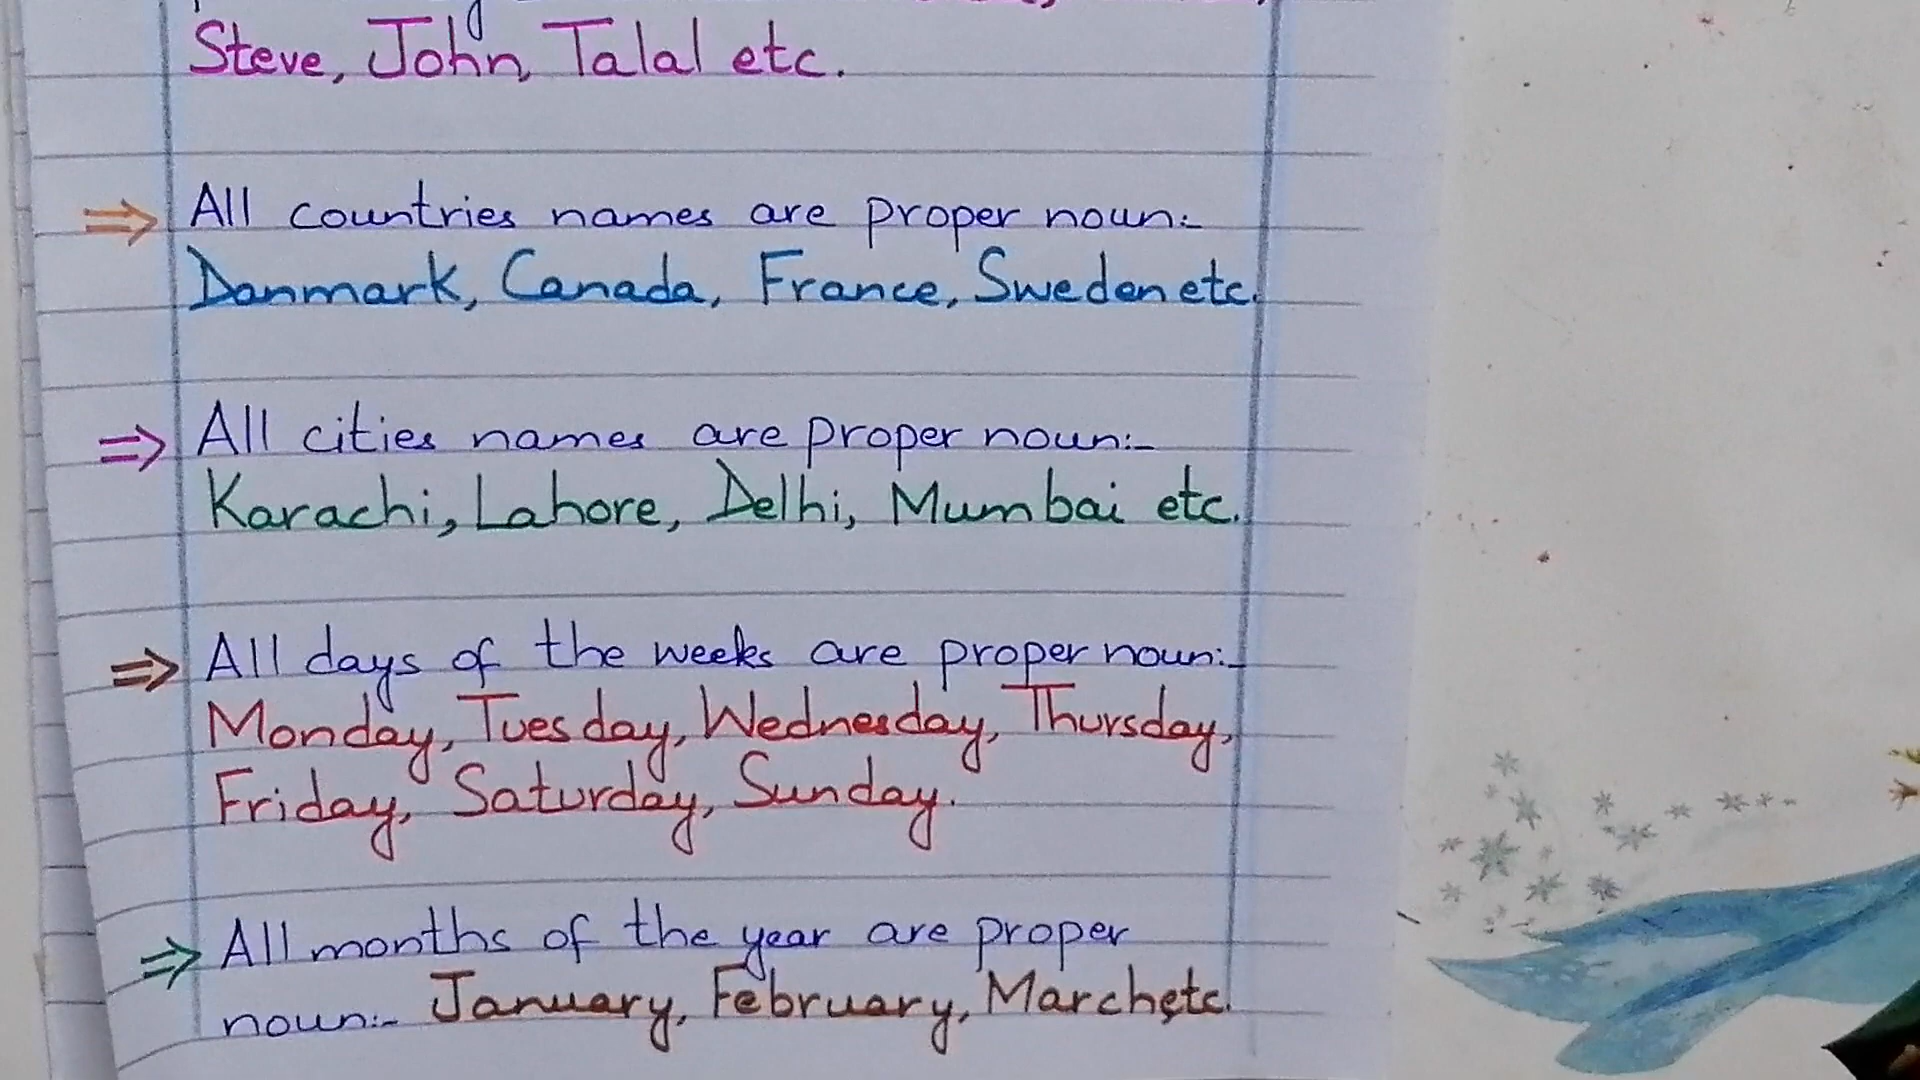 Steve, John, Talal etc.
All countries names are proper noun:-
Danmark, Canada, France, Sweden etc.
All cities names are proper noun:-
Karachi, Lahore, Delhi, Mumbai etc.
All days of the weeks are proper noun:-
Monday, Tuesday, Wednesday, Thursday,
Friday, Saturday, Sunday.
All months of the year are proper
noun:- January, February, March etc.